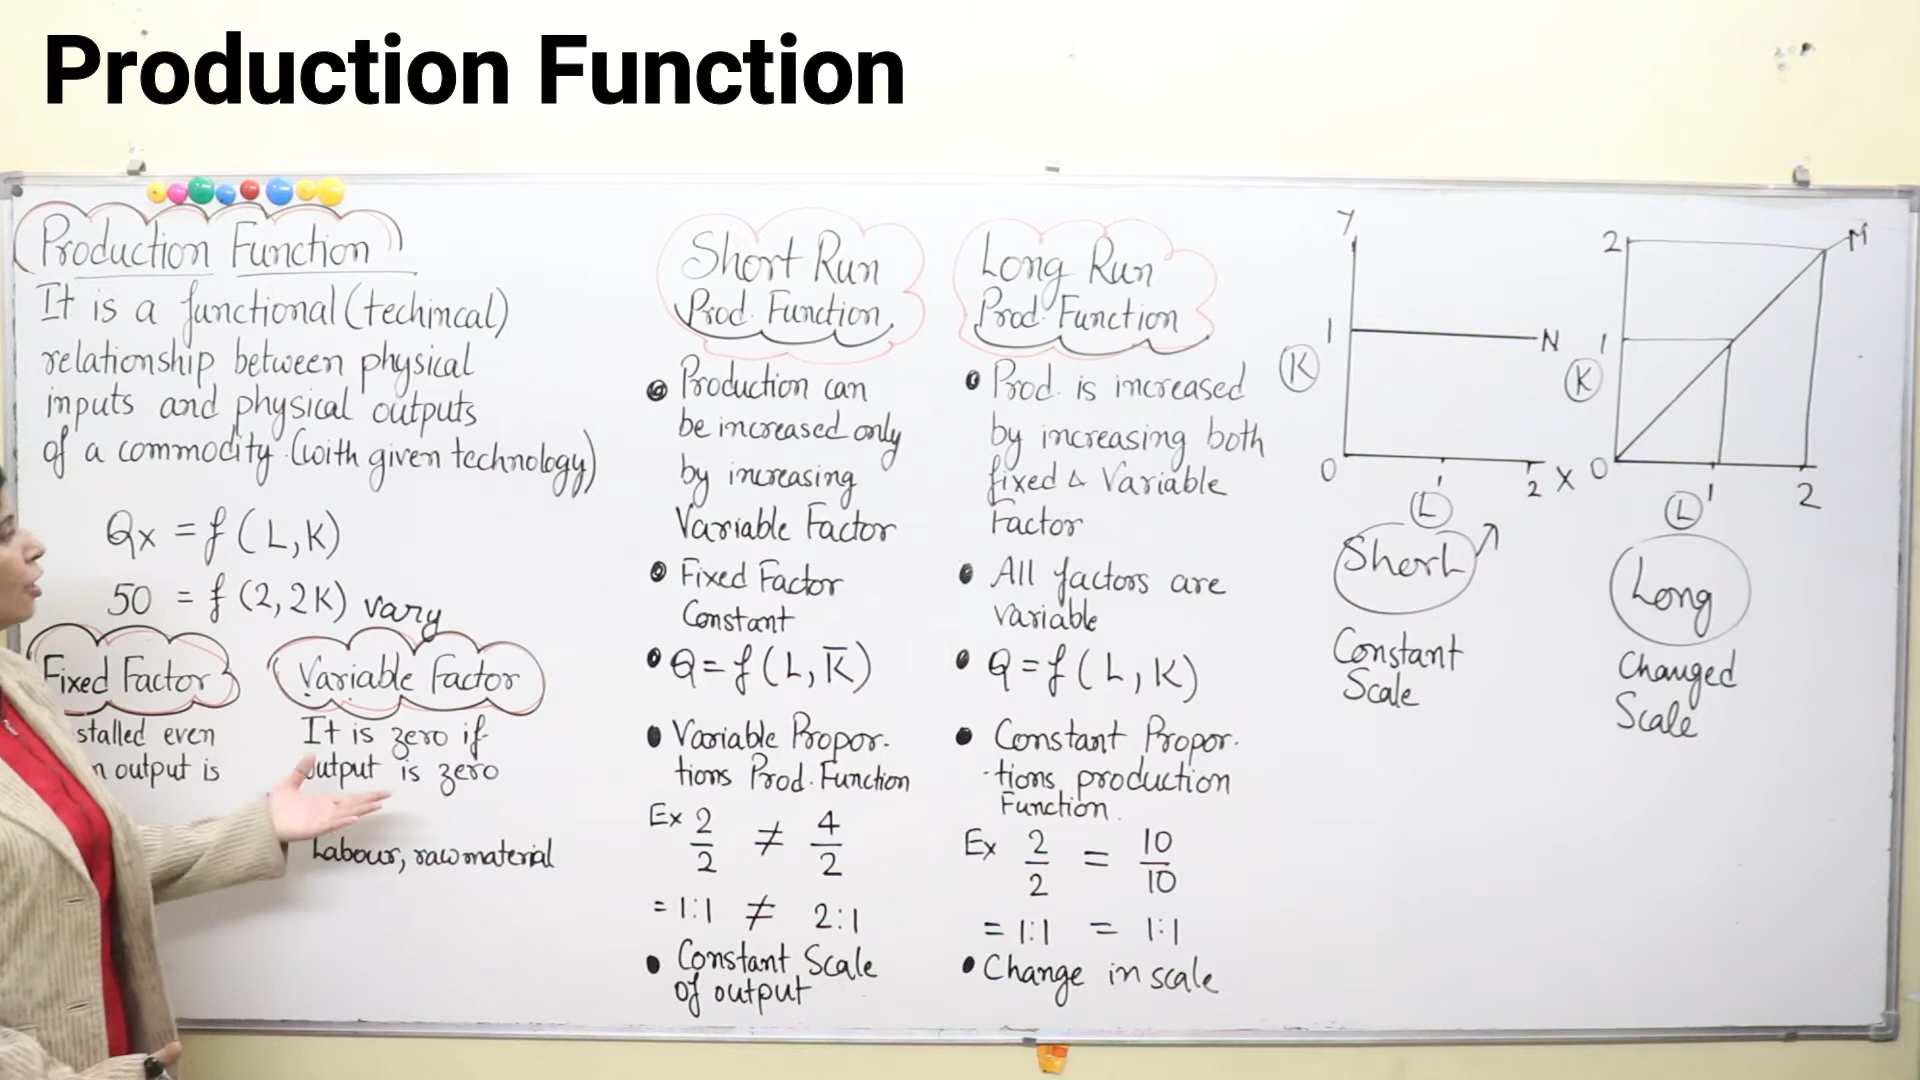 Production Function
Production Function
It is a functional (techimcal)
relationship between physical
inputs and physical outputs
of a commodity (with given technology)
Qx = f (L, K)
50 = f (2, 2K) vary
Fixed Factor
stalled even
n output is
Variable Factor
It is zero if
output is zero
Labour, raw material
Short Run
Prod. Function
Production can
be increased only
by increasing
Variable Factor
Fixed Factor
Constant
Q = f (L, K̅)
Variable Propor-
tions Prod. Function
Ex 2/2 ≠ 4/2
= 1:1 ≠ 2:1
Constant Scale
of output
Long Run
Prod. Function
Prod. is increased
by increasing both
fixed & Variable
Factor
All factors are
variable
Q = f (L, K)
Constant Propor-
-tions production
Function.
Ex 2/2 = 10/10
= 1:1 = 1:1
Change in scale
Y
1 N
K
O 1 2 X
L
Short
Constant
Scale
2 M
1
K
O 1 2
L
Long
Changed
Scale